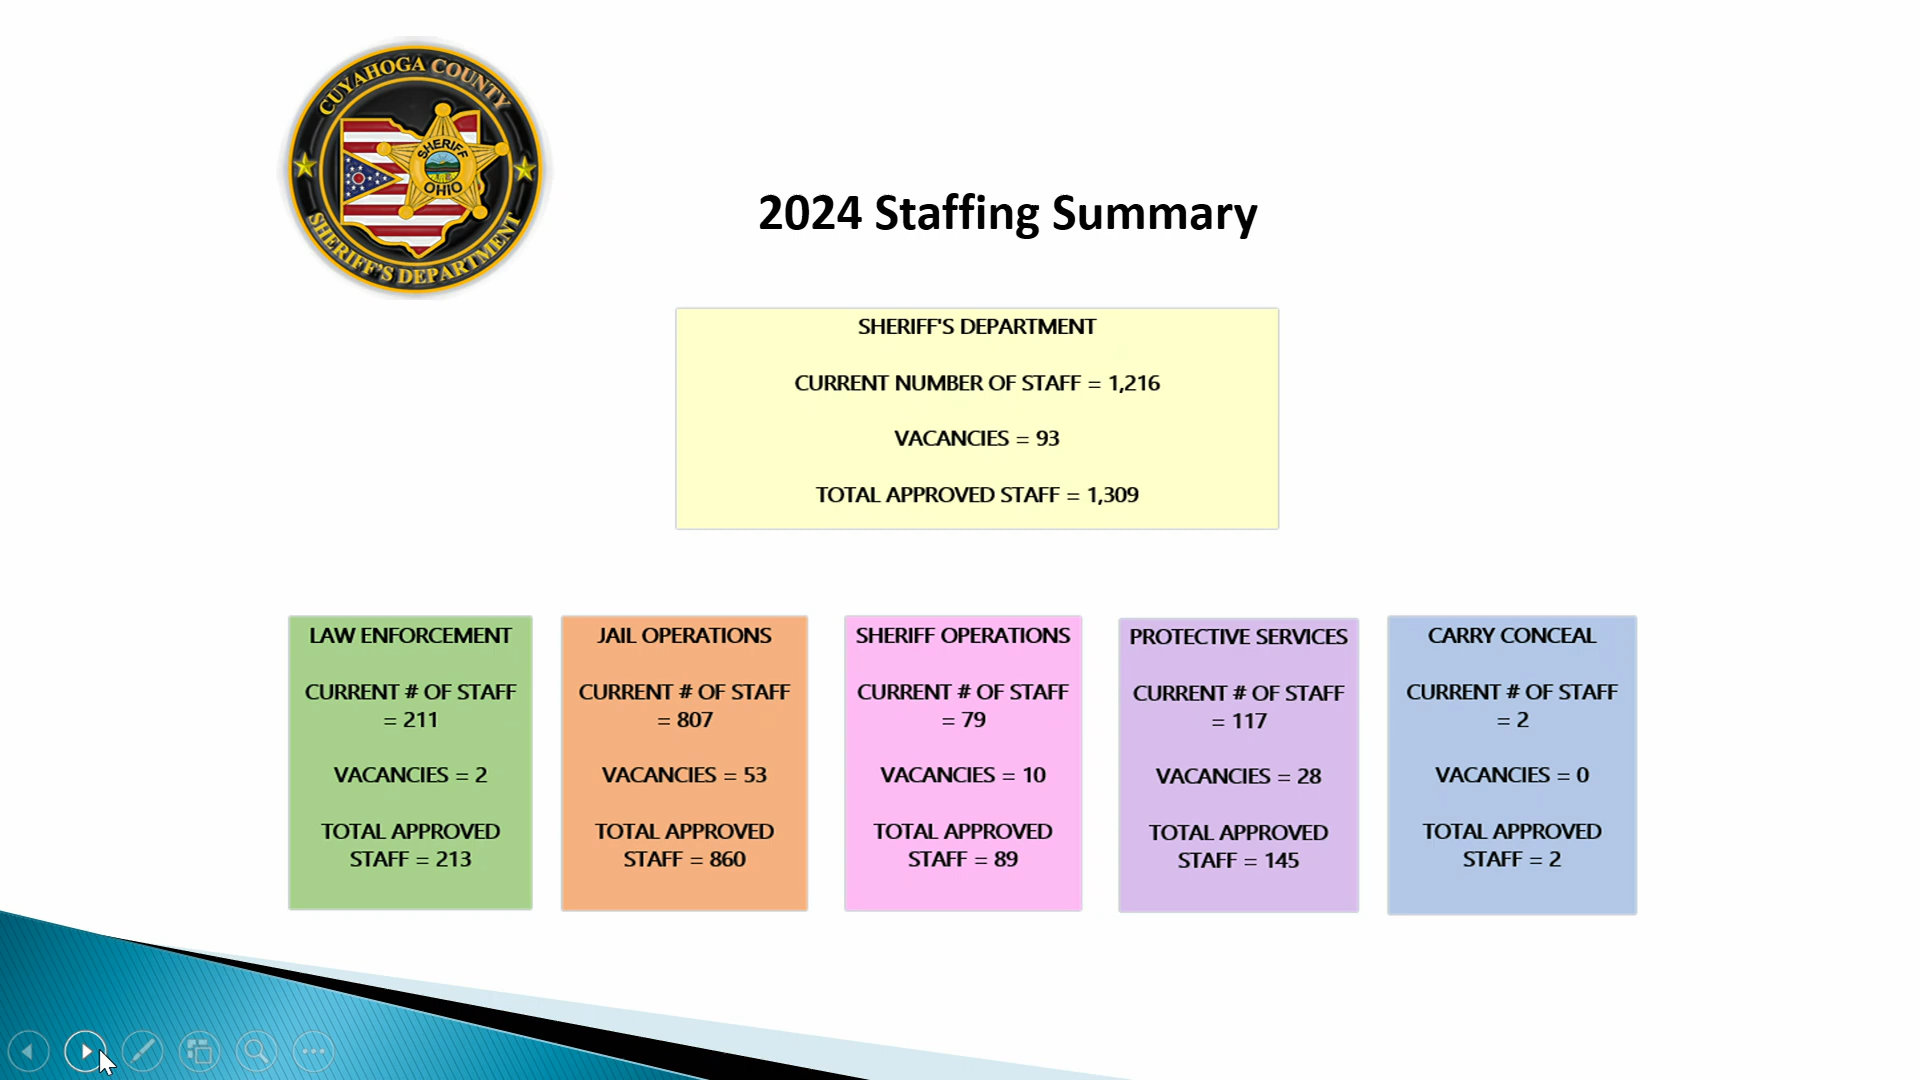 CUYAHOGA COUNTY
SHERIFF
OHIO
SHERIFF'S DEPARTMENT
2024 Staffing Summary
SHERIFF'S DEPARTMENT
CURRENT NUMBER OF STAFF = 1,216
VACANCIES = 93
TOTAL APPROVED STAFF = 1,309
LAW ENFORCEMENT
CURRENT # OF STAFF
= 211
VACANCIES = 2
TOTAL APPROVED
STAFF = 213
JAIL OPERATIONS
CURRENT # OF STAFF
= 807
VACANCIES = 53
TOTAL APPROVED
STAFF = 860
SHERIFF OPERATIONS
CURRENT # OF STAFF
= 79
VACANCIES = 10
TOTAL APPROVED
STAFF = 89
PROTECTIVE SERVICES
CURRENT # OF STAFF
= 117
VACANCIES = 28
TOTAL APPROVED
STAFF = 145
CARRY CONCEAL
CURRENT # OF STAFF
= 2
VACANCIES = 0
TOTAL APPROVED
STAFF = 2